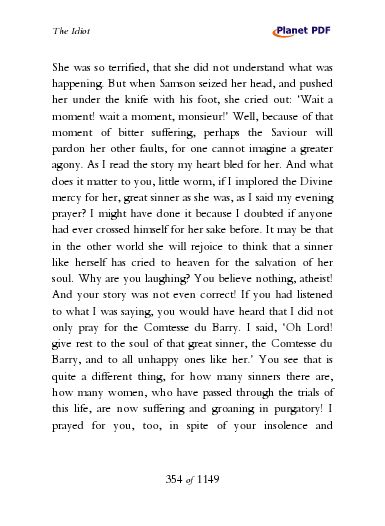 The Idiot
Planet PDF
She was so terrified, that she did not understand what was
happening. But when Samson seized her head, and pushed
her under the knife with his foot, she cried out: ‘Wait a
moment! wait a moment, monsieur!’ Well, because of that
moment of bitter suffering, perhaps the Saviour will
pardon her other faults, for one cannot imagine a greater
agony. As I read the story my heart bled for her. And what
does it matter to you, little worm, if I implored the Divine
mercy for her, great sinner as she was, as I said my evening
prayer? I might have done it because I doubted if anyone
had ever crossed himself for her sake before. It may be that
in the other world she will rejoice to think that a sinner
like herself has cried to heaven for the salvation of her
soul. Why are you laughing? You believe nothing, atheist!
And your story was not even correct! If you had listened
to what I was saying, you would have heard that I did not
only pray for the Comtesse du Barry. I said, ‘Oh Lord!
give rest to the soul of that great sinner, the Comtesse du
Barry, and to all unhappy ones like her.’ You see that is
quite a different thing, for how many sinners there are,
how many women, who have passed through the trials of
this life, are now suffering and groaning in purgatory! I
prayed for you, too, in spite of your insolence and
354 of 1149